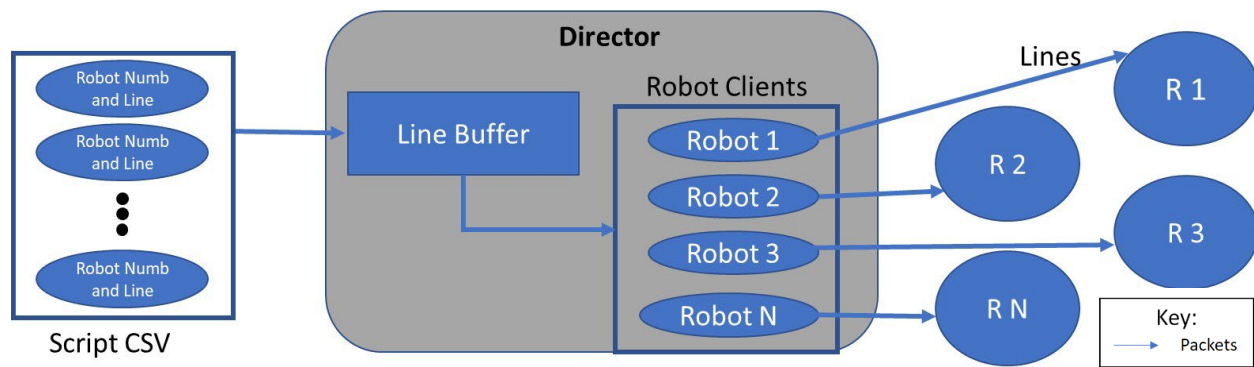 Director
Robot Numb
and Line
Robot Numb
and Line
Robot Numb
and Line
Script CSV
Line Buffer
Robot Clients
Robot 1
Robot 2
Robot 3
Robot N
Lines
R 1
R 2
R 3
R N
Key:
Packets